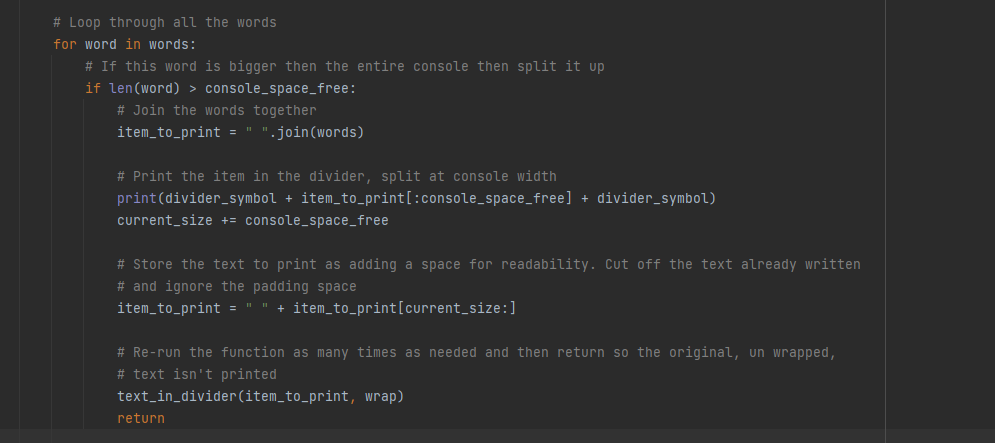 # Loop through all the words
for word in words:
# If this word is bigger then the entire console then split it up
if len(word) > console_space_free:
# Join the words together
item_to_print = " ".join(words)
# Print the item in the divider, split at console width
print(divider_symbol + item_to_print[:console_space_free] + divider_symbol)
current_size += console_space_free
# Store the text to print as adding a space for readability. Cut off the text already written
# and ignore the padding space
item_to_print = " " + item_to_print[current_size:]
# Re-run the function as many times as needed and then return so the original, un wrapped,
# text isn't printed
text_in_divider(item_to_print, wrap)
return